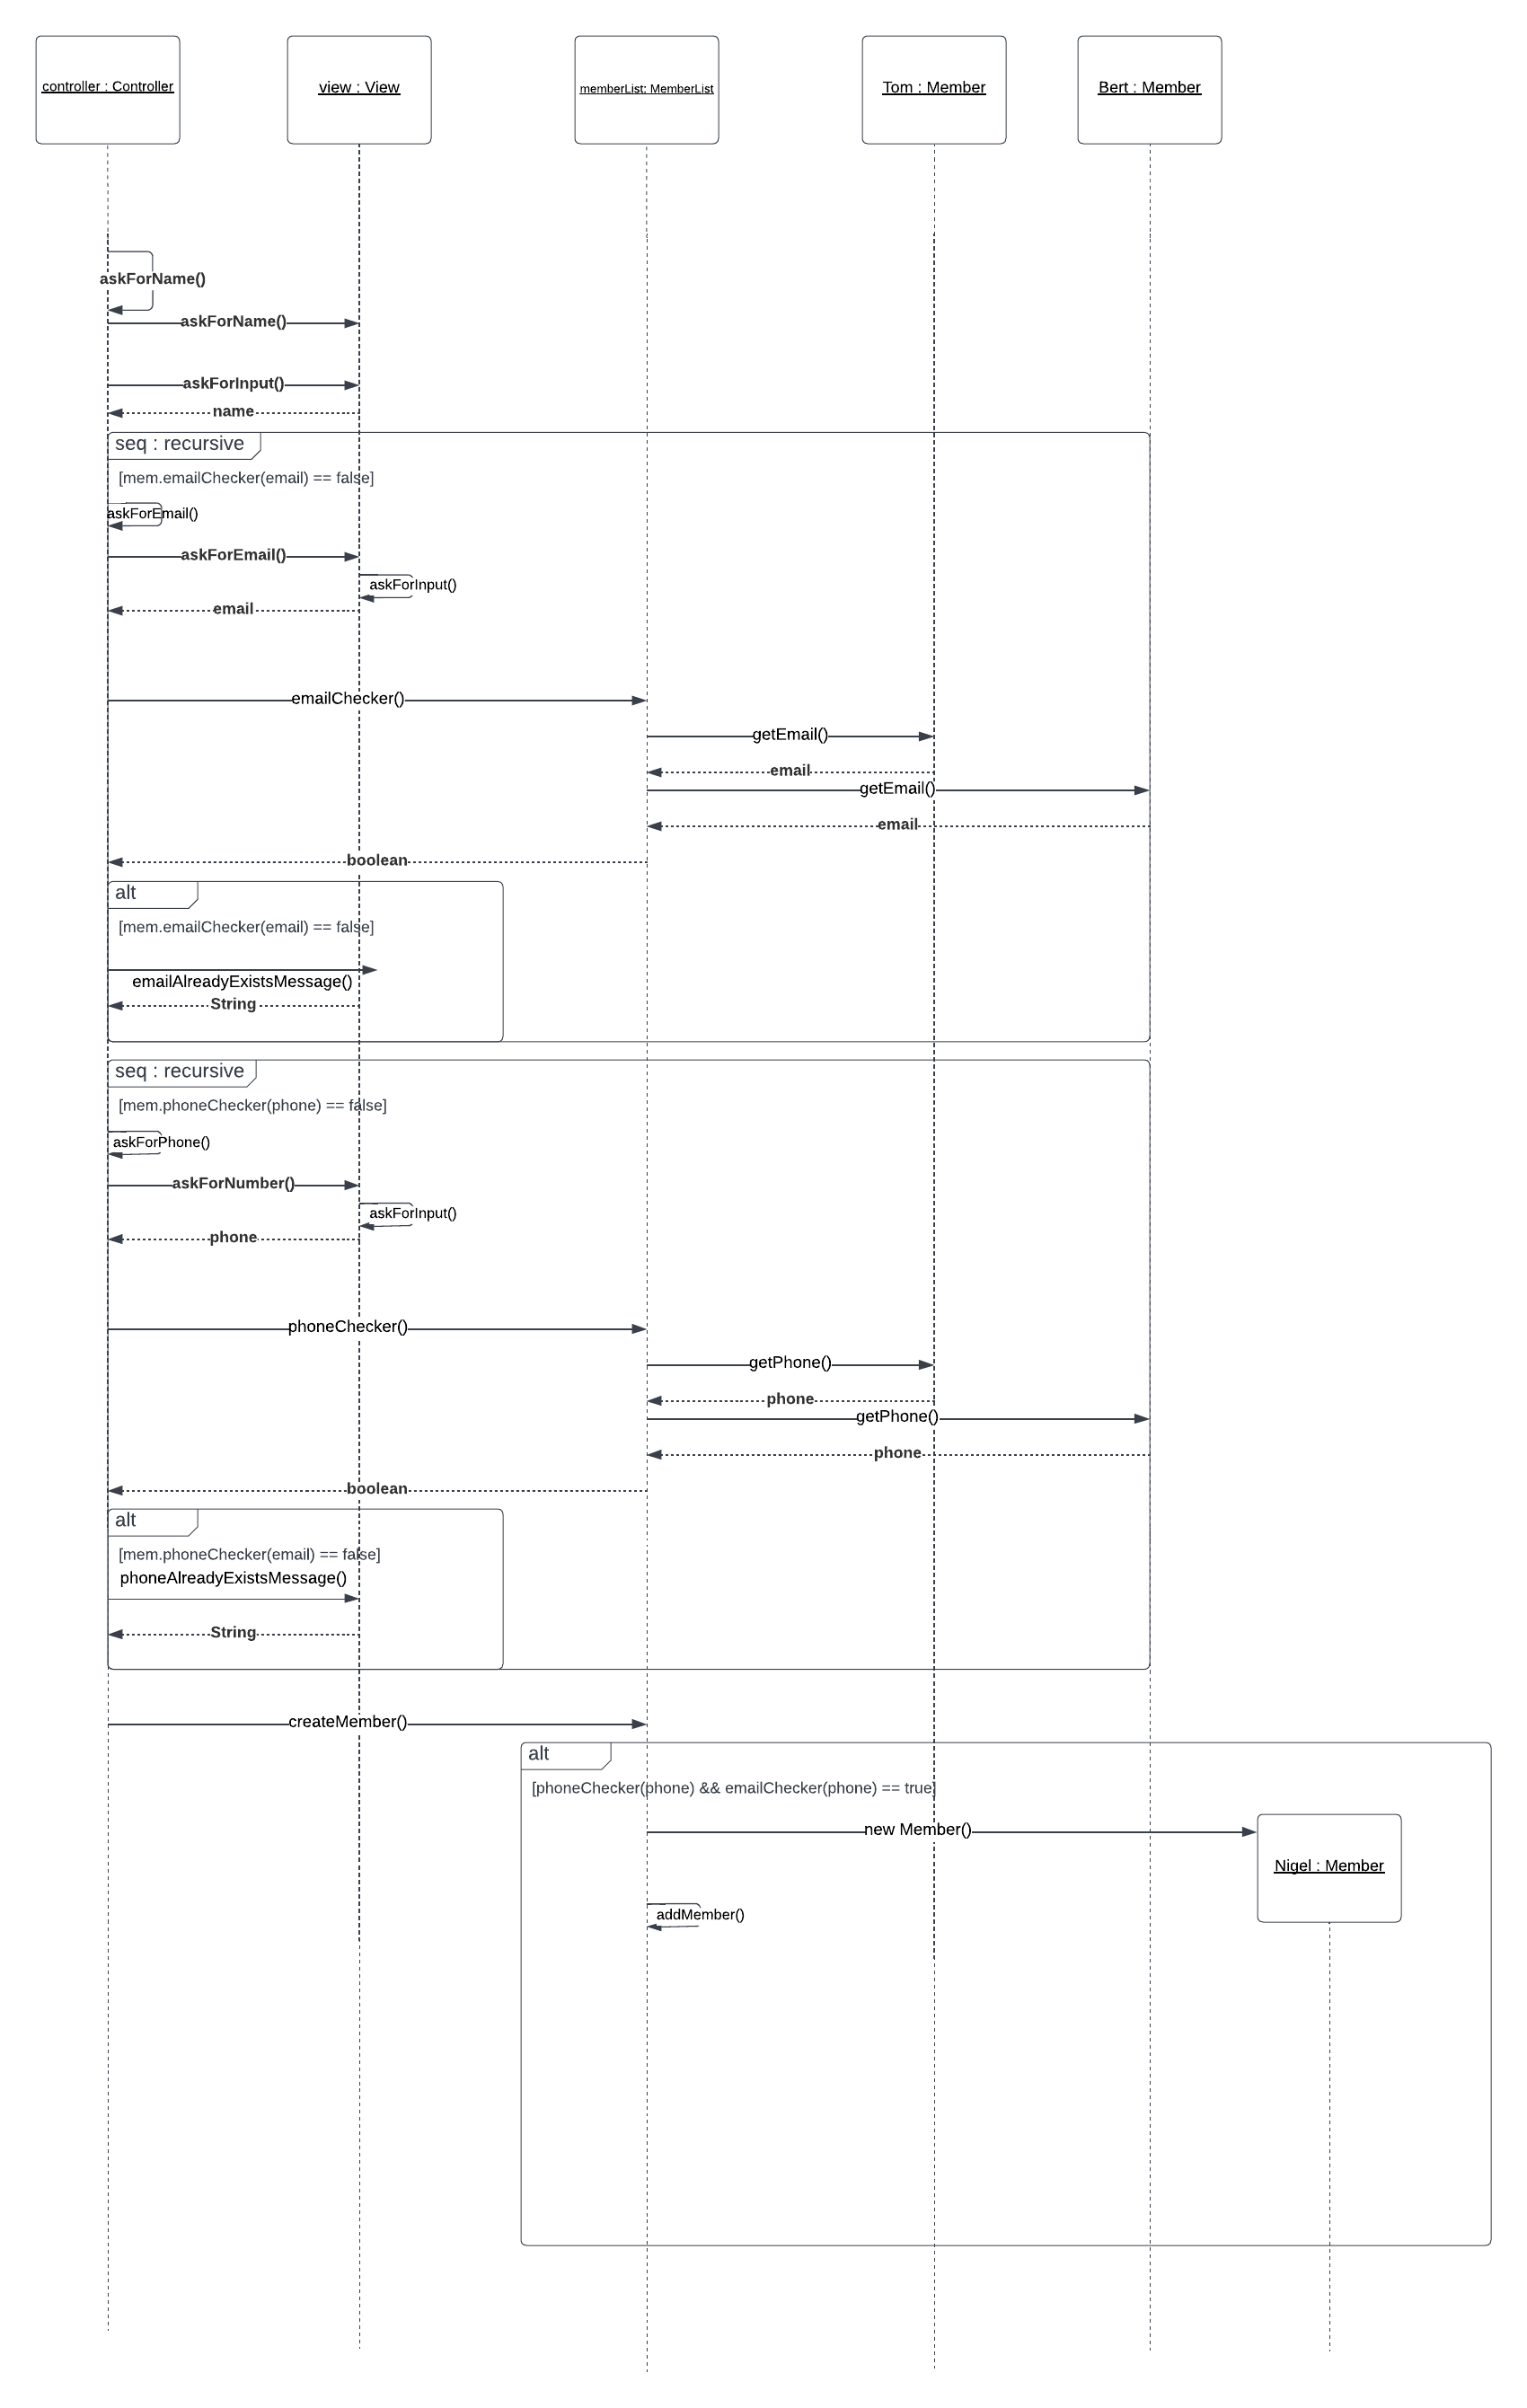 controller : Controller
view : View
memberList: MemberList
Tom : Member
Bert : Member
askForName()
askForName()
askForInput()
name
seq : recursive
[mem.emailChecker(email) == false]
askForEmail()
askForEmail()
askForInput()
email
emailChecker()
getEmail()
email
getEmail()
email
boolean
alt
[mem.emailChecker(email) == false]
emailAlreadyExistsMessage()
String
seq : recursive
[mem.phoneChecker(phone) == false]
askForPhone()
askForNumber()
askForInput()
phone
phoneChecker()
getPhone()
phone
getPhone()
phone
boolean
alt
[mem.phoneChecker(email) == false]
phoneAlreadyExistsMessage()
String
createMember()
alt
[phoneChecker(phone) && emailChecker(phone) == true]
new Member()
Nigel : Member
addMember()